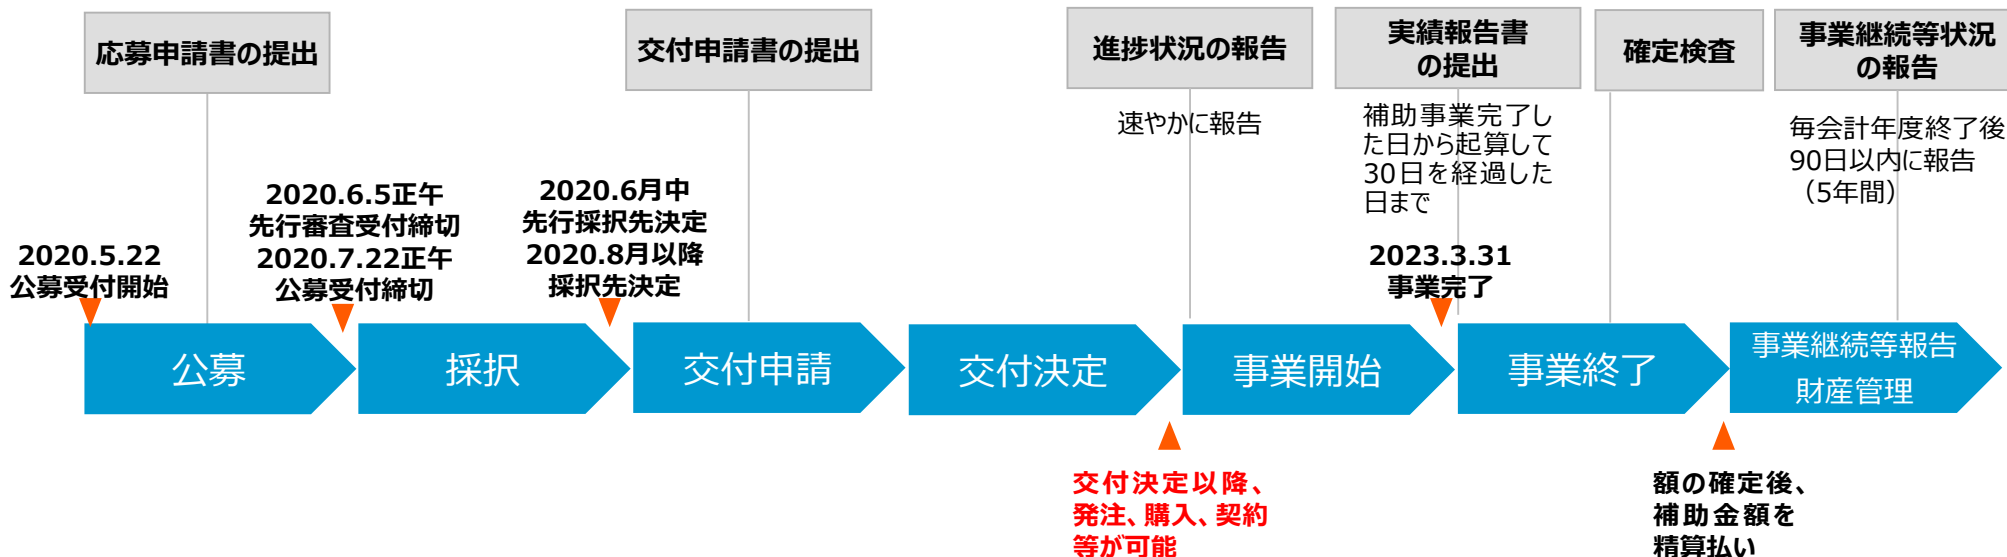 応募申請書の提出
交付申請書の提出
進捗状況の報告
実績報告書
の提出
確定検査
事業継続等状況
の報告
速やかに報告
補助事業完了し
た日から起算して
30日を経過した
日まで
毎会計年度終了後
90日以内に報告
（5年間）
2020.5.22
公募受付開始
2020.6.5正午
先行審査受付締切
2020.7.22正午
公募受付締切
2020.6月中
先行採択先決定
2020.8月以降
採択先決定
2023.3.31
事業完了
公募
採択
交付申請
交付決定
事業開始
事業終了
事業継続等報告
財産管理
交付決定以降、
発注、購入、契約
等が可能
額の確定後、
補助金額を
精算払い